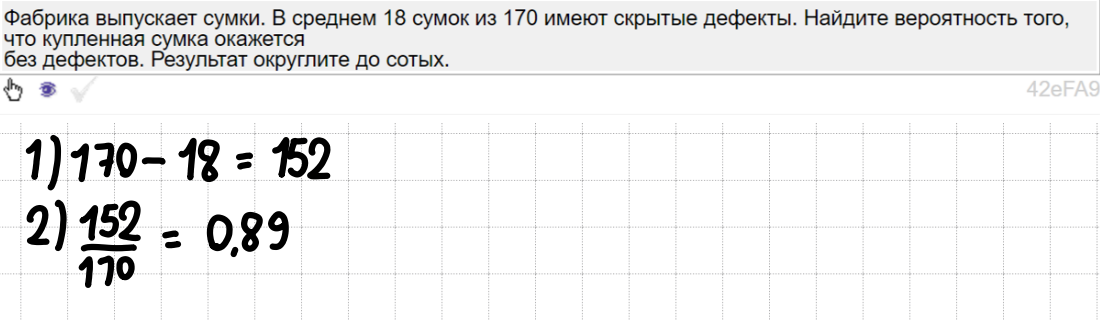 Фабрика выпускает сумки. В среднем 18 сумок из 170 имеют скрытые дефекты. Найдите вероятность того,
что купленная сумка окажется
без дефектов. Результат округлите до сотых.
42eFA9
1) 170 - 18 = 152
2) 152/170 = 0,89